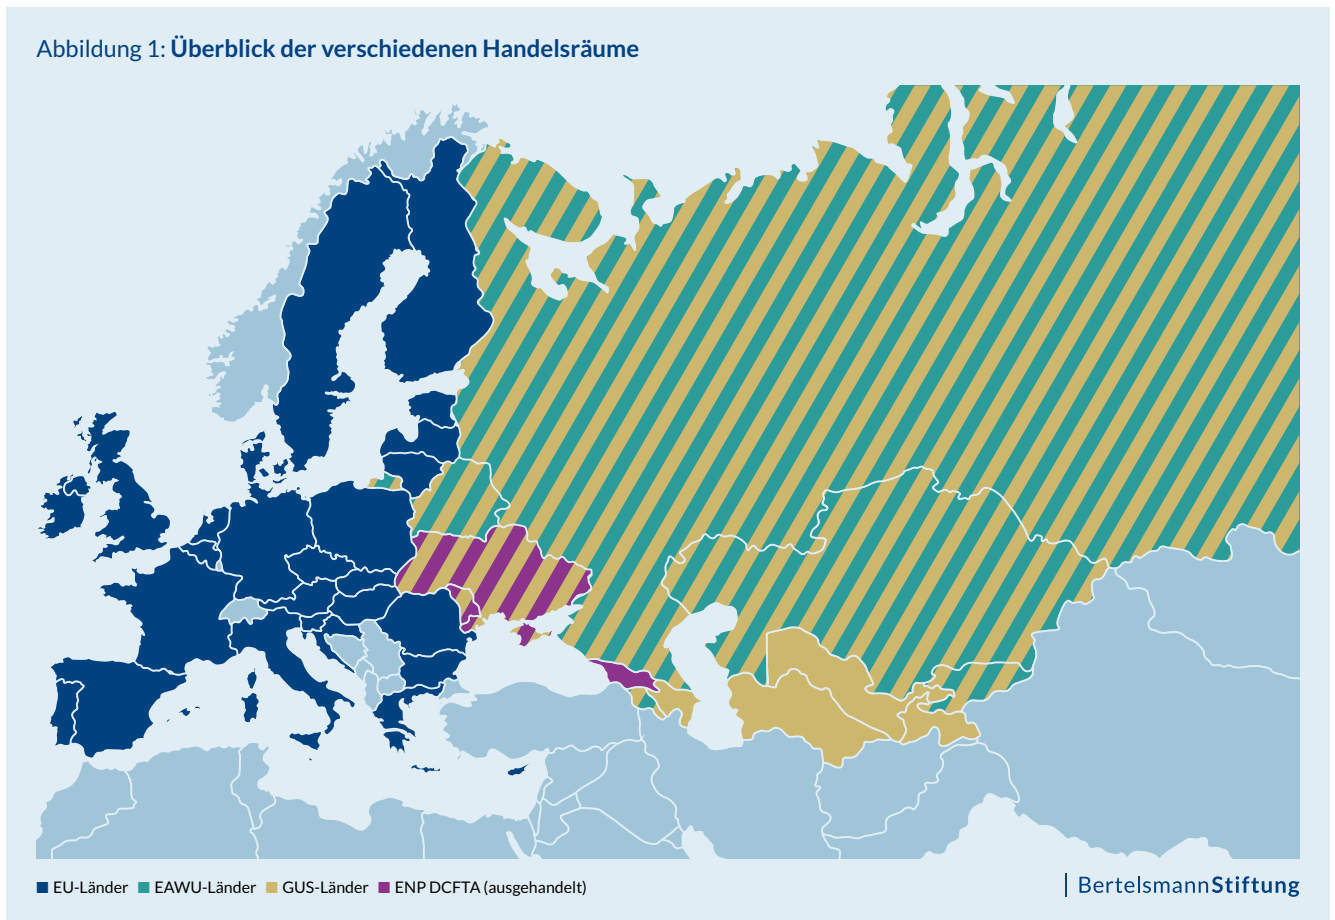 Abbildung 1: Überblick der verschiedenen Handelsräume
EU-Länder EAWU-Länder GUS-Länder ENP DCFTA (ausgehandelt)
BertelsmannStiftung